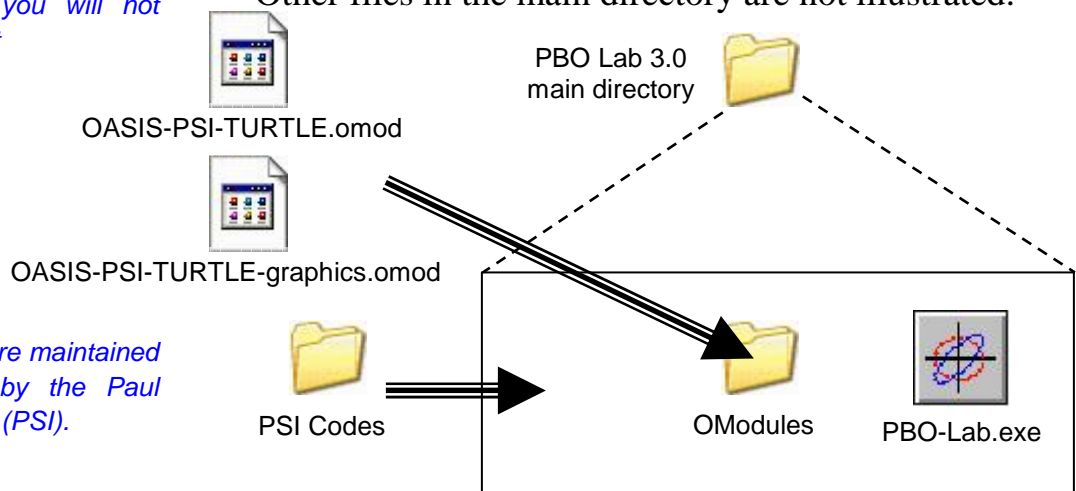 you will not
Other files in the main directory are not illustrated.
PBO Lab 3.0
main directory
OASIS-PSI-TURTLE.omod
OASIS-PSI-TURTLE-graphics.omod
re maintained
by the Paul
(PSI).
PSI Codes
OModules
PBO-Lab.exe